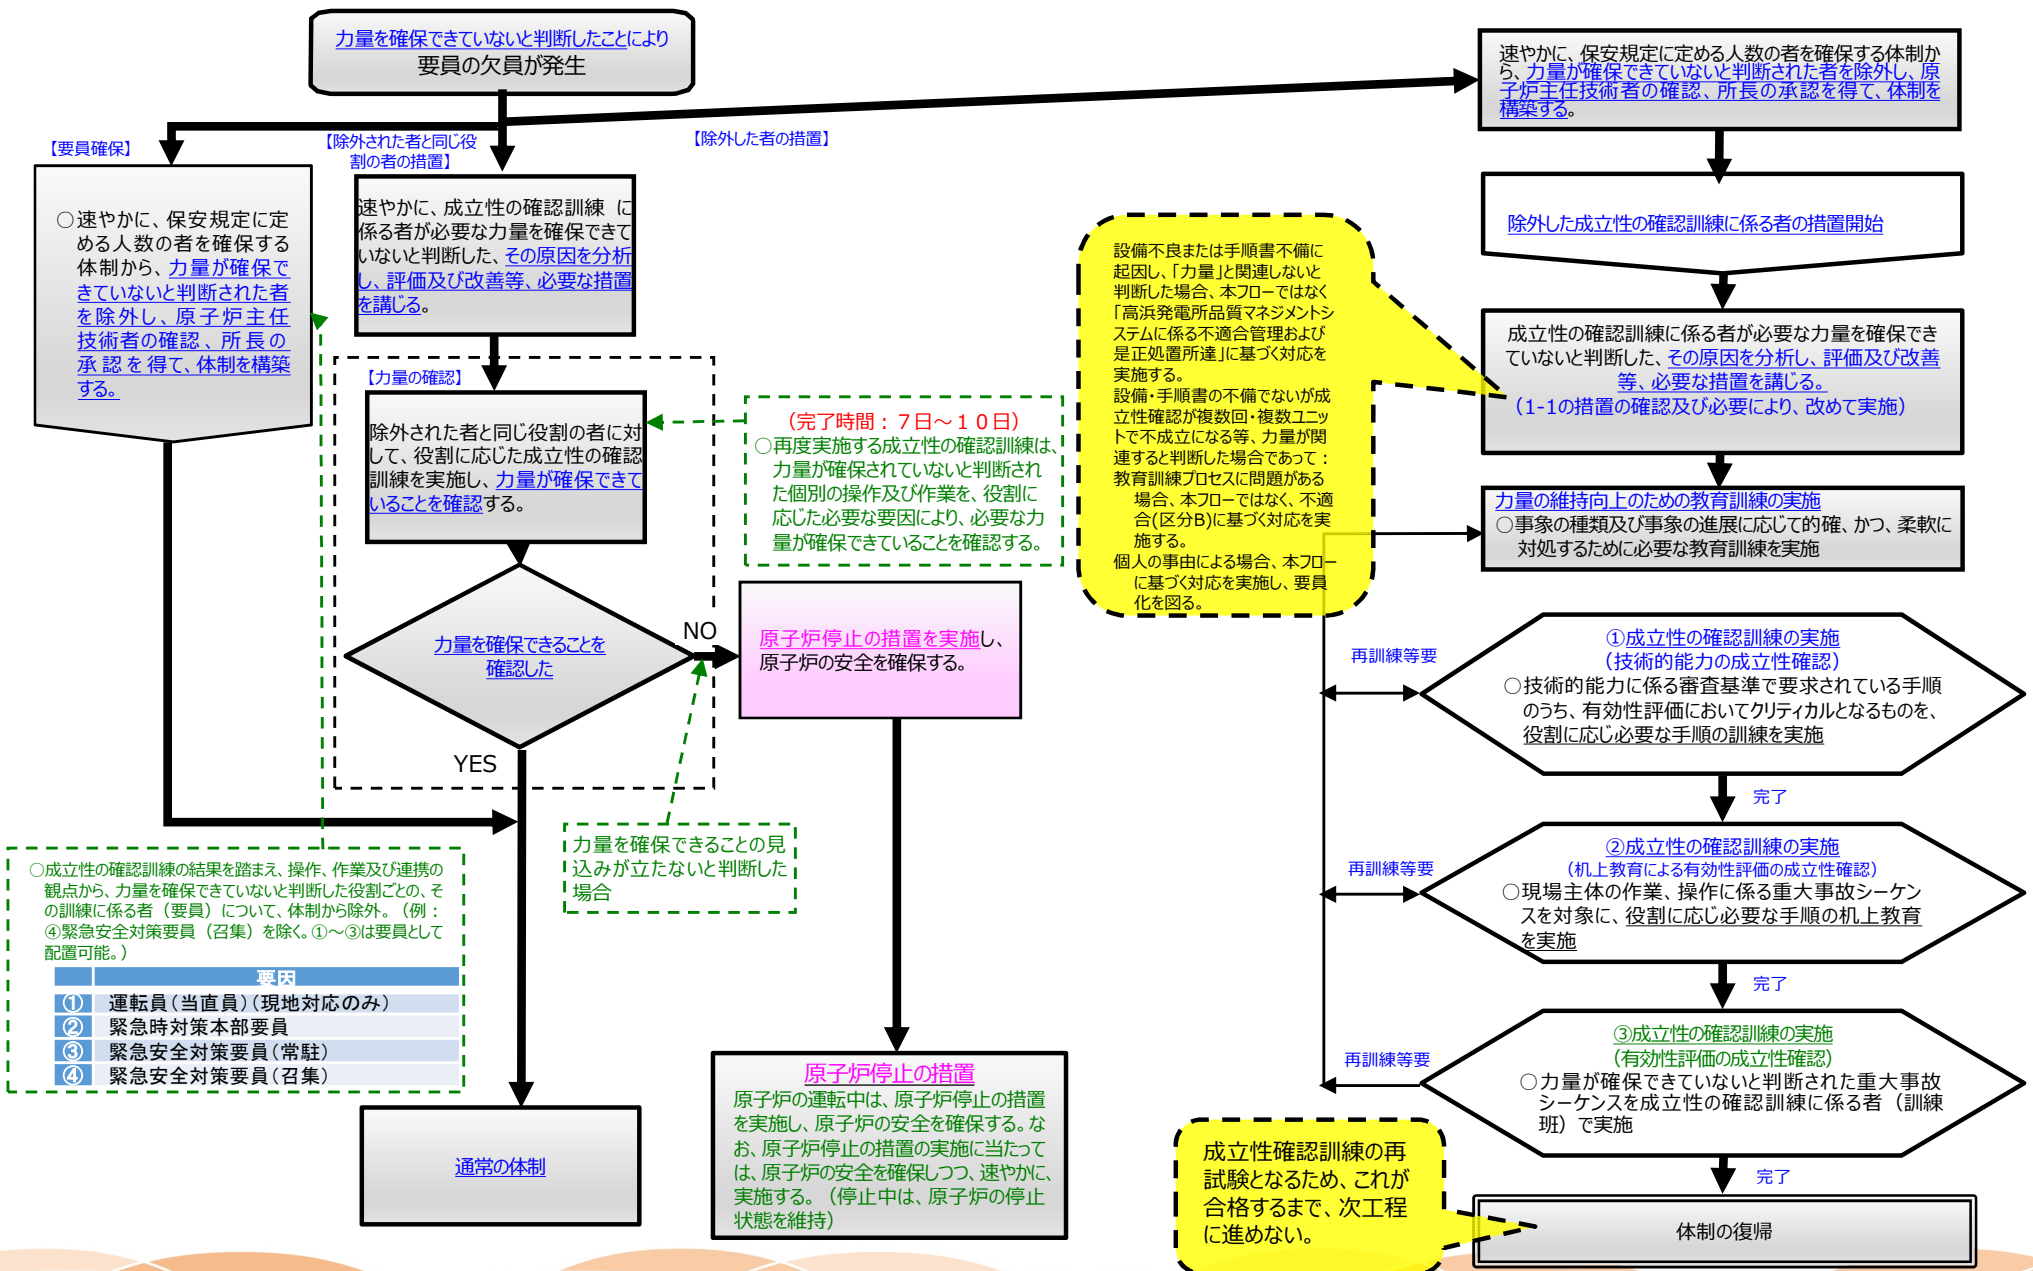 力量を確保できていないと判断したことにより
要員の欠員が発生
【要員確保】
○速やかに、保安規定に定
める人数の者を確保する
体制から、力量が確保で
きていないと判断された者
を除外し、原子炉主任
技術者の確認、所長の
承認を得て、体制を構築
する。
【除外された者と同じ役
割の者の措置】
速やかに、成立性の確認訓練 に
係る者が必要な力量を確保できて
いないと判断した、その原因を分析
し、評価及び改善等、必要な措置
を講じる。
【力量の確認】
除外された者と同じ役割の者に対
して、役割に応じた成立性の確認
訓練を実施し、力量が確保できて
いることを確認する。
力量を確保できることを
確認した
NO
YES
(完了時間：７日～１０日)
○再度実施する成立性の確認訓練は、
力量が確保されていないと判断され
た個別の操作及び作業を、役割に
応じた必要な要因により、必要な力
量が確保できていることを確認する。
原子炉停止の措置を実施し、
原子炉の安全を確保する。
力量を確保できることの見
込みが立たないと判断した
場合
○成立性の確認訓練の結果を踏まえ、操作、作業及び連携の
観点から、力量を確保できていないと判断した役割ごとの、そ
の訓練に係る者（要員）について、体制から除外。（例：
④緊急安全対策要員（召集）を除く。①～③は要員として
配置可能。）
要因
① 運転員（当直員）（現地対応のみ）
② 緊急時対策本部要員
③ 緊急安全対策要員（常駐）
④ 緊急安全対策要員（召集）
通常の体制
原子炉停止の措置
原子炉の運転中は、原子炉停止の措置
を実施し、原子炉の安全を確保する。な
お、原子炉停止の措置の実施に当たって
は、原子炉の安全を確保しつつ、速やかに、
実施する。（停止中は、原子炉の停止
状態を維持）
【除外した者の措置】
速やかに、保安規定に定める人数の者を確保する体制か
ら、力量が確保できていないと判断された者を除外し、原
子炉主任技術者の確認、所長の承認を得て、体制を
構築する。
除外した成立性の確認訓練に係る者の措置開始
成立性の確認訓練に係る者が必要な力量を確保でき
ていないと判断した、その原因を分析し、評価及び改善
等、必要な措置を講じる。
（1-1の措置の確認及び必要により、改めて実施）
設備不良または手順書不備に
起因し、「力量」と関連しないと
判断した場合、本フローではなく
「高浜発電所品質マネジメントシ
ステムに係る不適合管理および
是正処置所達」に基づく対応を
実施する。
設備・手順書の不備でないが成
立性確認が複数回・複数ユニッ
トで不成立になる等、力量が関
連すると判断した場合であって：
教育訓練プロセスに問題がある
場合、本フローではなく、不適
合(区分B)に基づく対応を実
施する。
個人の事由による場合、本フロー
に基づく対応を実施し、要員
化を図る。
力量の維持向上のための教育訓練の実施
○事象の種類及び事象の進展に応じて的確、かつ、柔軟に
対処するために必要な教育訓練を実施
再訓練等要
①成立性の確認訓練の実施
（技術的能力の成立性確認）
○技術的能力に係る審査基準で要求されている手順
のうち、有効性評価においてクリティカルとなるものを、
役割に応じ必要な手順の訓練を実施
完了
再訓練等要
②成立性の確認訓練の実施
（机上教育による有効性評価の成立性確認）
○現場主体の作業、操作に係る重大事故シーケン
スを対象に、役割に応じ必要な手順の机上教育
を実施
完了
再訓練等要
③成立性の確認訓練の実施
（有効性評価の成立性確認）
○力量が確保できていないと判断された重大事故
シーケンスを成立性の確認訓練に係る者（訓練
班）で実施
完了
成立性確認訓練の再
試験となるため、これが
合格するまで、次工程
に進めない。
体制の復帰